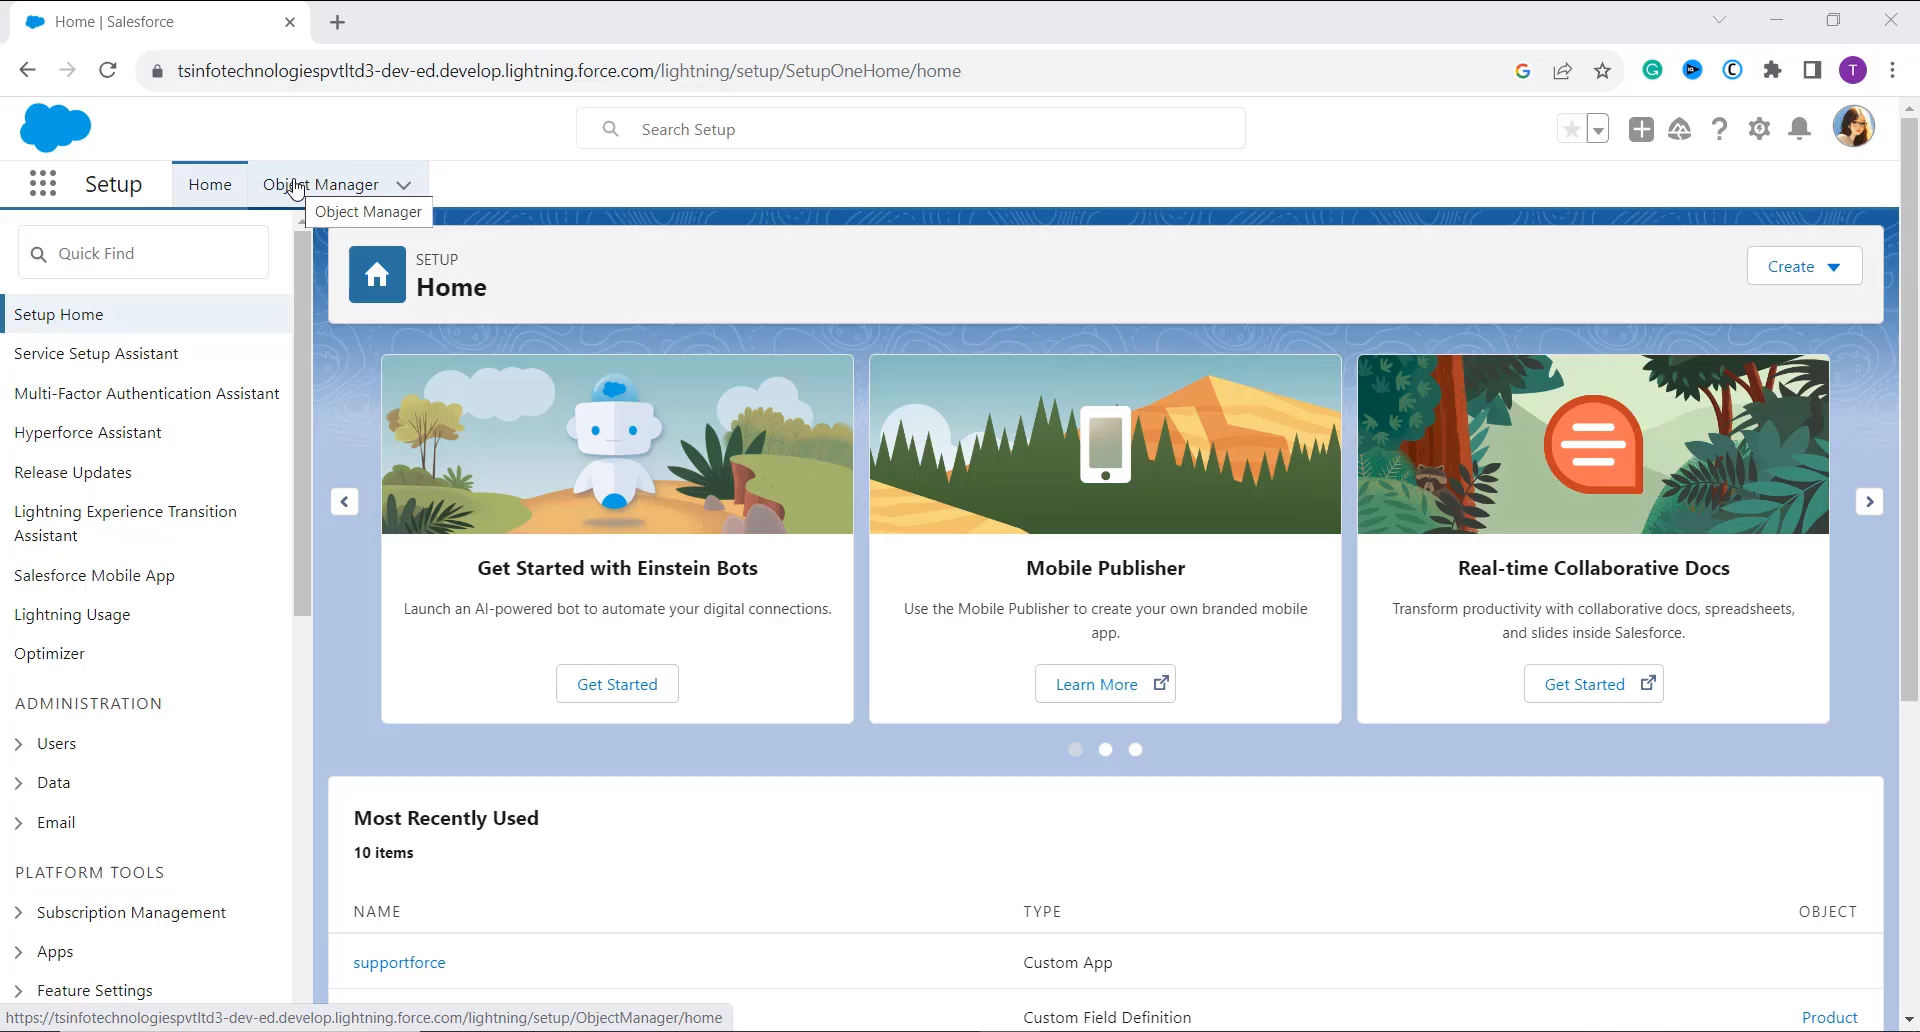 Home | Salesforce
tsinfotechnologiespvtltd3-dev-ed.develop.lightning.force.com/lightning/setup/SetupOneHome/home
T
Search Setup
Setup
Home
Object Manager
Object Manager
Quick Find
SETUP
Home
Create
Setup Home
Service Setup Assistant
Multi-Factor Authentication Assistant
Hyperforce Assistant
Release Updates
Lightning Experience Transition
Assistant
Salesforce Mobile App
Lightning Usage
Optimizer
ADMINISTRATION
Users
Data
Email
PLATFORM TOOLS
Subscription Management
Apps
Feature Settings
Get Started with Einstein Bots
Launch an AI-powered bot to automate your digital connections.
Get Started
Mobile Publisher
Use the Mobile Publisher to create your own branded mobile
app.
Learn More
Real-time Collaborative Docs
Transform productivity with collaborative docs, spreadsheets,
and slides inside Salesforce.
Get Started
Most Recently Used
10 items
NAME TYPE OBJECT
supportforce Custom App
Custom Field Definition Product
https://tsinfotechnologiespvtltd3-dev-ed.develop.lightning.force.com/lightning/setup/ObjectManager/home